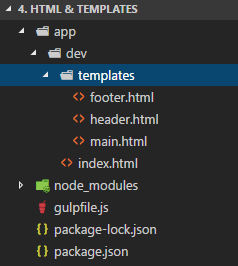 4. HTML & TEMPLATES
app
dev
templates
footer.html
header.html
main.html
index.html
node_modules
gulpfile.js
package-lock.json
package.json